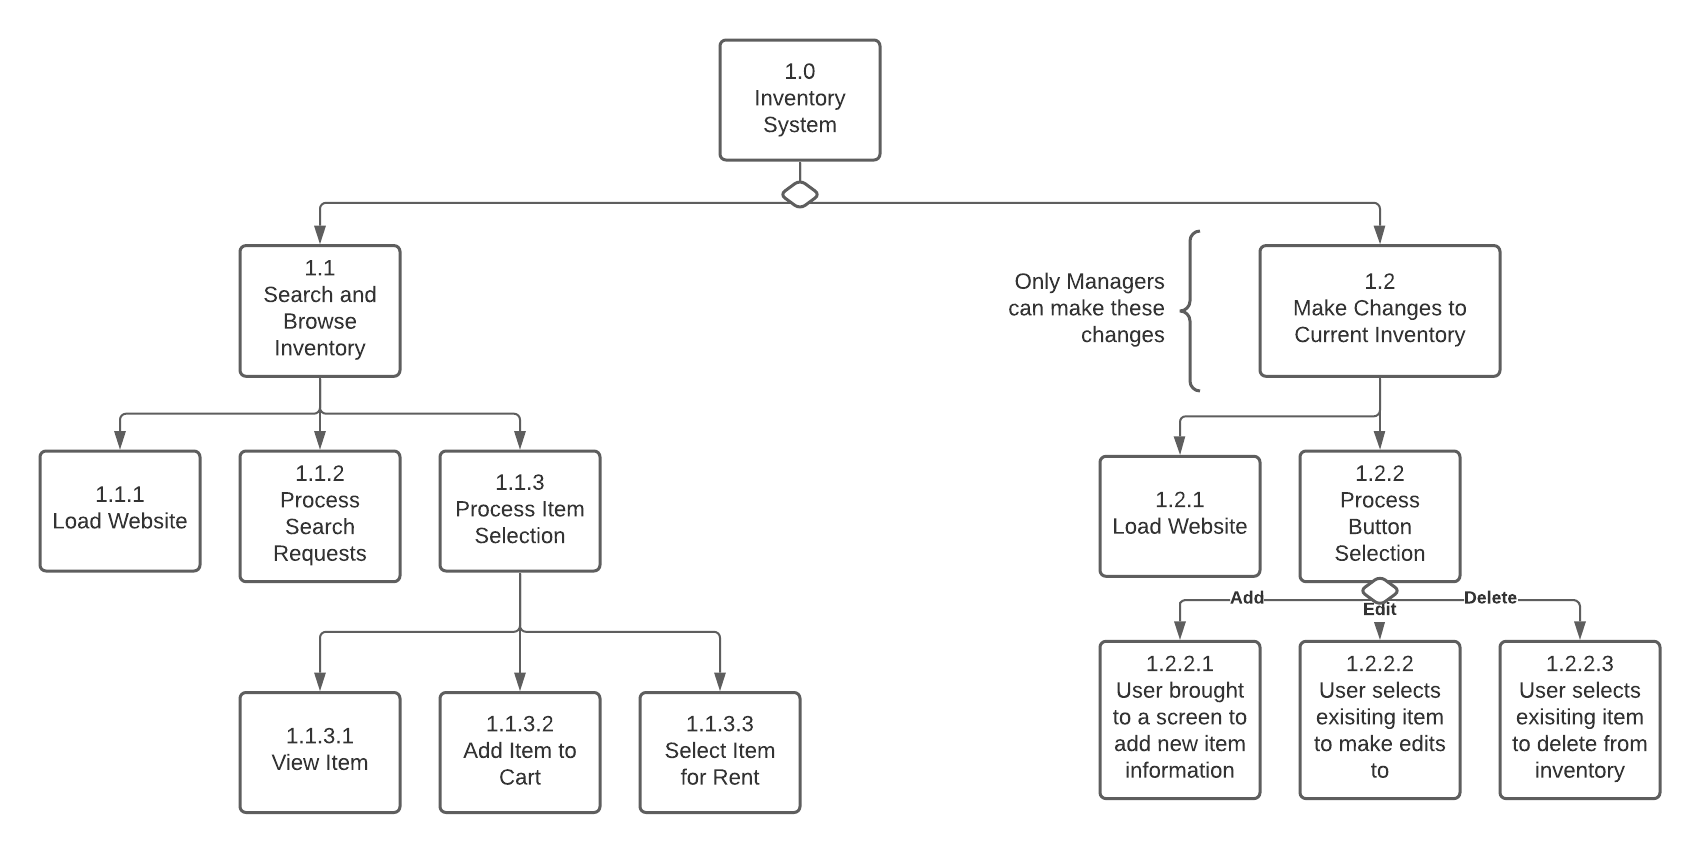 1.0
Inventory
System
1.1
Search and
Browse
Inventory
Only Managers
can make these
changes
1.2
Make Changes to
Current Inventory
1.1.1
Load Website
1.1.2
Process
Search
Requests
1.1.3
Process Item
Selection
1.2.1
Load Website
1.2.2
Process
Button
Selection
Add
Edit
Delete
1.1.3.1
View Item
1.1.3.2
Add Item to
Cart
1.1.3.3
Select Item
for Rent
1.2.2.1
User brought
to a screen to
add new item
information
1.2.2.2
User selects
exisiting item
to make edits
to
1.2.2.3
User selects
exisiting item
to delete from
inventory